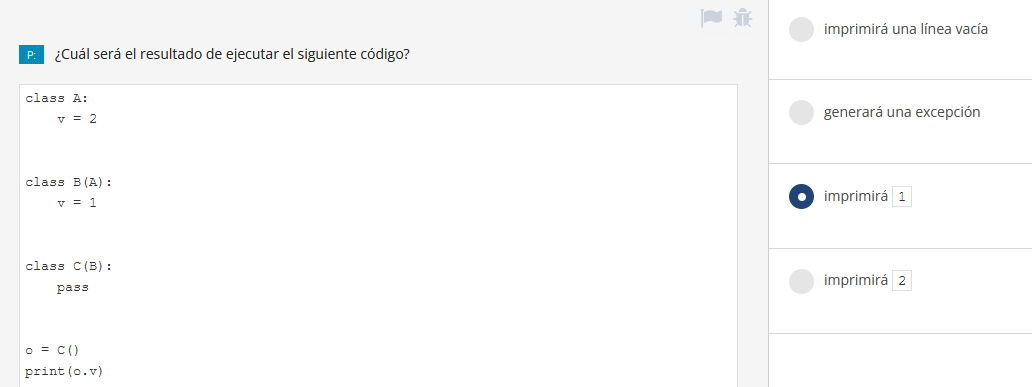 P: ¿Cuál será el resultado de ejecutar el siguiente código?
class A:
    v = 2
class B(A):
    v = 1
class C(B):
    pass
o = C()
print(o.v)
imprimirá una línea vacía
generará una excepción
imprimirá 1
imprimirá 2